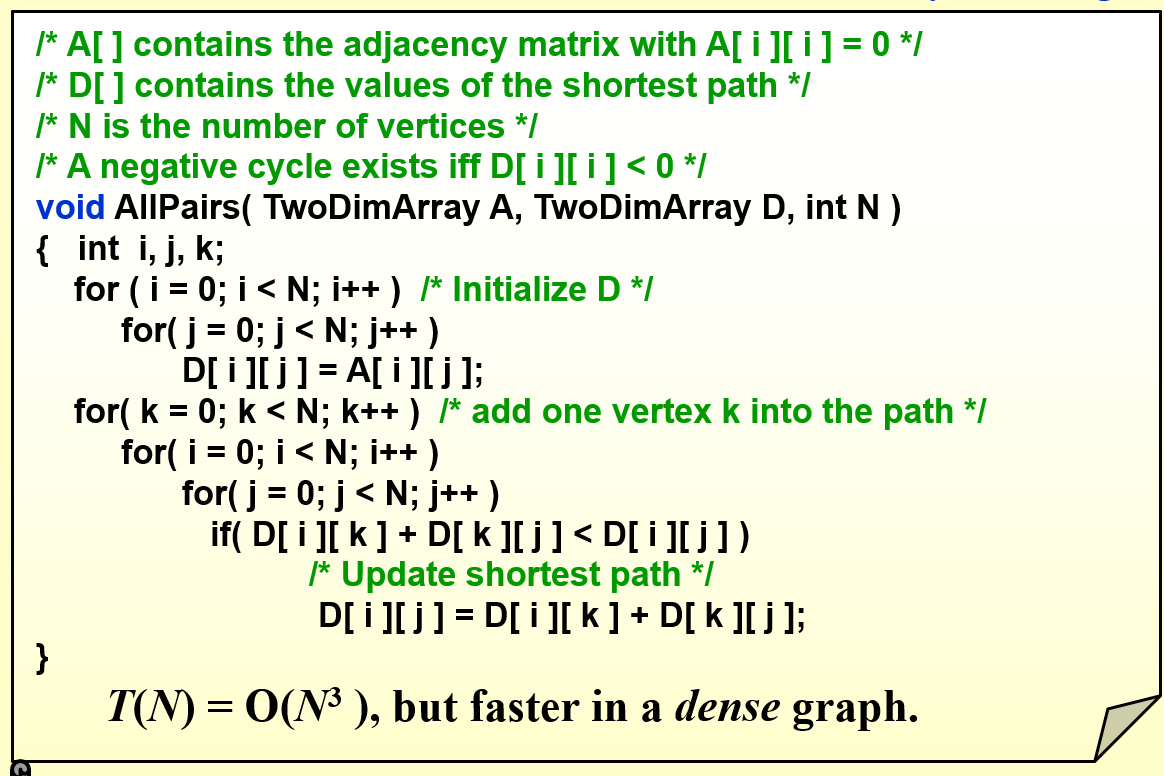 /* A[ ] contains the adjacency matrix with A[ i ][ i ] = 0 */
/* D[ ] contains the values of the shortest path */
/* N is the number of vertices */
/* A negative cycle exists iff D[ i ][ i ] < 0 */
void AllPairs( TwoDimArray A, TwoDimArray D, int N )
{ int i, j, k;
for ( i = 0; i < N; i++ ) /* Initialize D */
for( j = 0; j < N; j++ )
D[ i ][ j ] = A[ i ][ j ];
for( k = 0; k < N; k++ ) /* add one vertex k into the path */
for( i = 0; i < N; i++ )
for( j = 0; j < N; j++ )
if( D[ i ][ k ] + D[ k ][ j ] < D[ i ][ j ] )
/* Update shortest path */
D[ i ][ j ] = D[ i ][ k ] + D[ k ][ j ];
}
T(N) = O(N³ ), but faster in a dense graph.